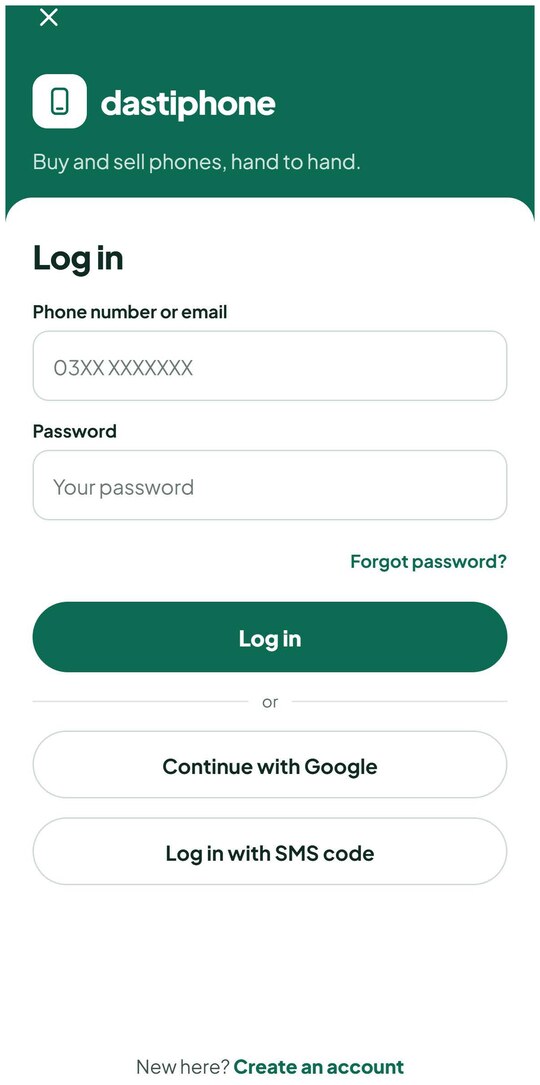 dastiphone
Buy and sell phones, hand to hand.
Log in
Phone number or email
03XX XXXXXXX
Password
Your password
Forgot password?
Log in
or
Continue with Google
Log in with SMS code
New here? Create an account